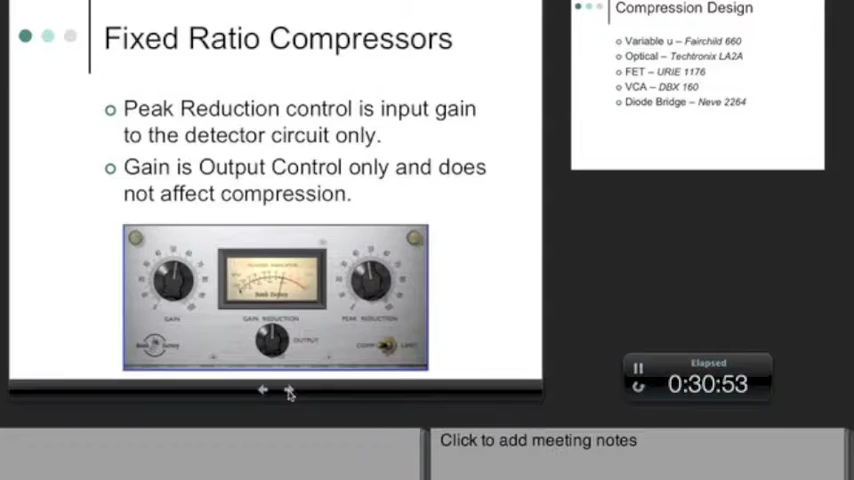 Fixed Ratio Compressors
Peak Reduction control is input gain
to the detector circuit only.
Gain is Output Control only and does
not affect compression.
GAIN
GAIN REDUCTION
PEAK REDUCTION
OUTPUT
COMP
LIMIT
Compression Design
Variable u – Fairchild 660
Optical – Techtronix LA2A
FET – URIE 1176
VCA – DBX 160
Diode Bridge – Neve 2264
Elapsed
0:30:53
Click to add meeting notes